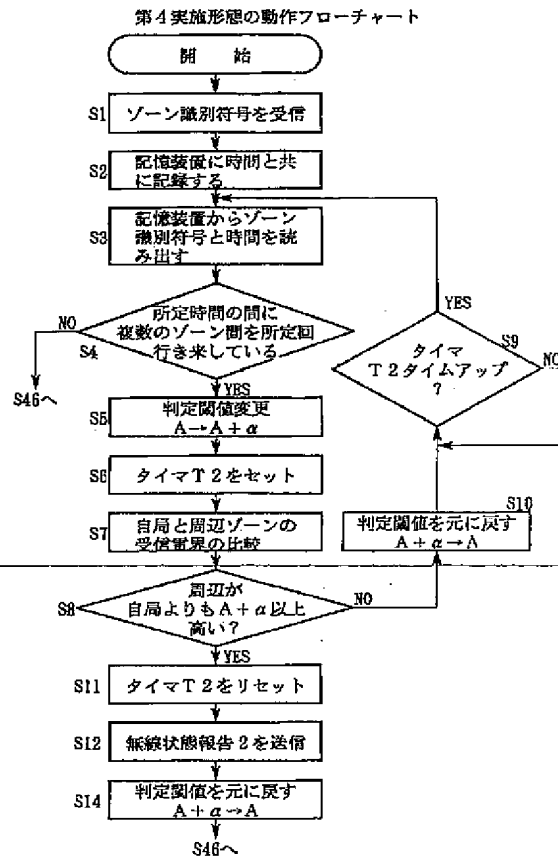 第4実施形態の動作フローチャート
開 始
S1
ゾーン識別符号を受信
S2
記憶装置に時間と共
に記録する
S3
記憶装置からゾーン
識別符号と時間を読
み出す
所定時間の間に
複数のゾーン間を所定回
行き来している
S4
NO
S46へ
YES
S5
判定閾値変更
A→A+α
S6
タイマT2をセット
S7
自局と周辺ゾーンの
受信電界の比較
周辺が
自局よりもA+α以上
高い?
S8
NO
S10
判定閾値を元に戻す
A+α→A
タイマ
T2タイムアップ
?
S9
YES
NO
YES
S11
タイマT2をリセット
S12
無線状態報告2を送信
S14
判定閾値を元に戻す
A+α→A
S46へ